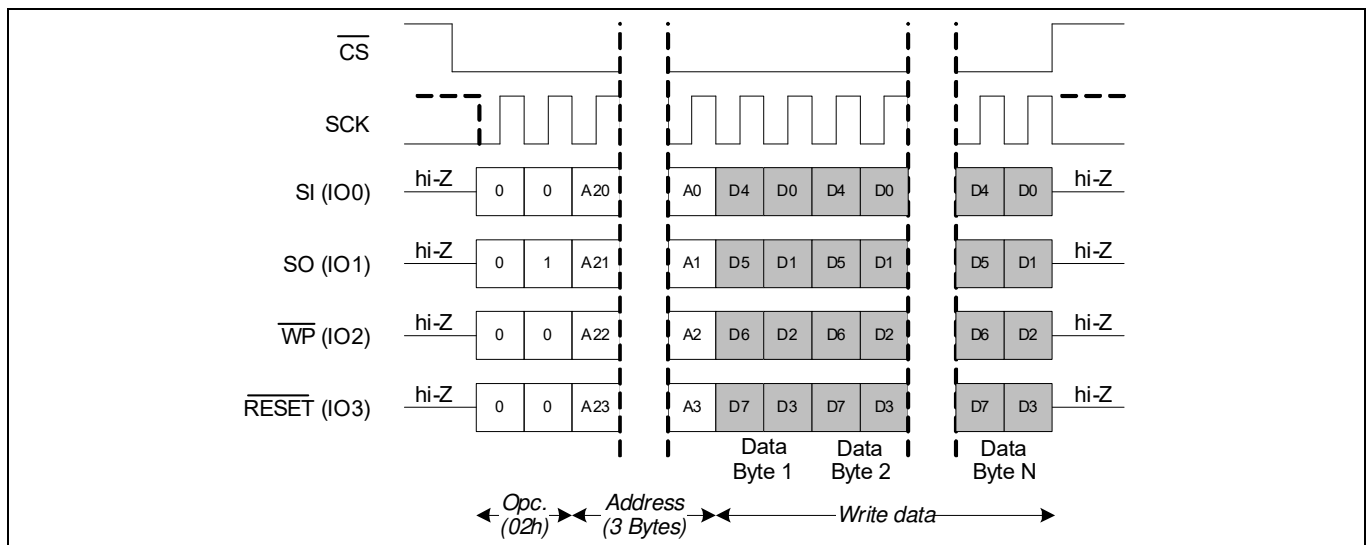 CS
SCK
SI (IO0) hi-Z 0 0 A20 A0 D4 D0 D4 D0 D4 D0 hi-Z
SO (IO1) hi-Z 0 1 A21 A1 D5 D1 D5 D1 D5 D1 hi-Z
WP (IO2) hi-Z 0 0 A22 A2 D6 D2 D6 D2 D6 D2 hi-Z
RESET (IO3) hi-Z 0 0 A23 A3 D7 D3 D7 D3 D7 D3 hi-Z
Data Data Data
Byte 1 Byte 2 Byte N
Opc. Address Write data
(02h) (3 Bytes)